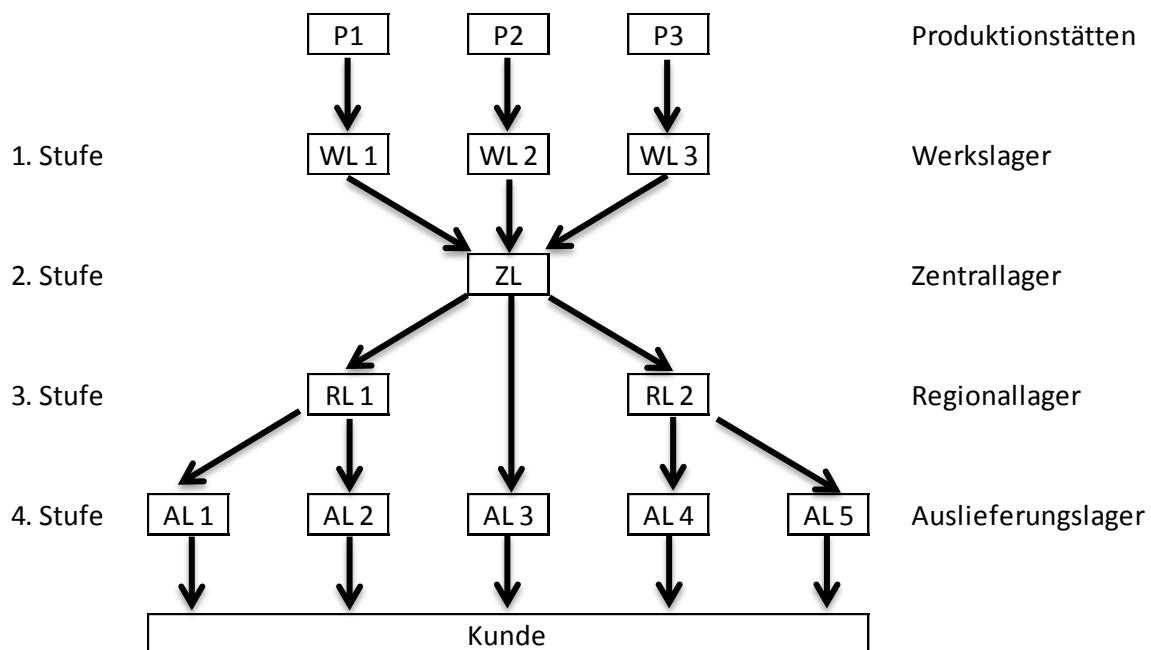 P1 P2 P3 Produktionstätten
1. Stufe WL 1 WL 2 WL 3 Werkslager
2. Stufe ZL Zentrallager
3. Stufe RL 1 RL 2 Regionallager
4. Stufe AL 1 AL 2 AL 3 AL 4 AL 5 Auslieferungslager
Kunde